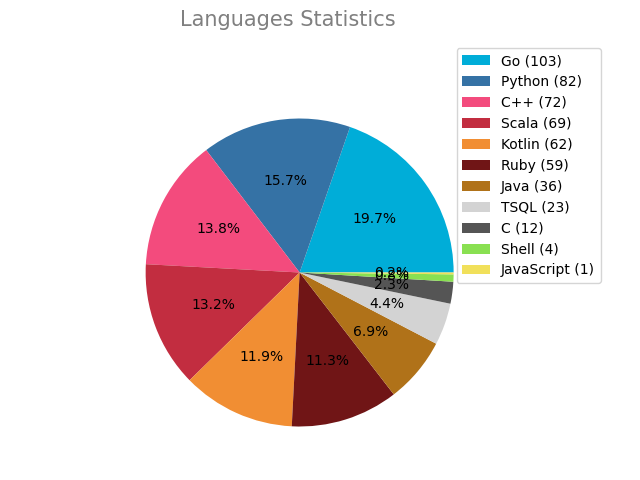 Languages Statistics
Go (103)
Python (82)
C++ (72)
Scala (69)
Kotlin (62)
Ruby (59)
Java (36)
TSQL (23)
C (12)
Shell (4)
JavaScript (1)
15.7%
19.7%
13.8%
13.2%
11.9%
11.3%
6.9%
4.4%
2.3%
0.2%